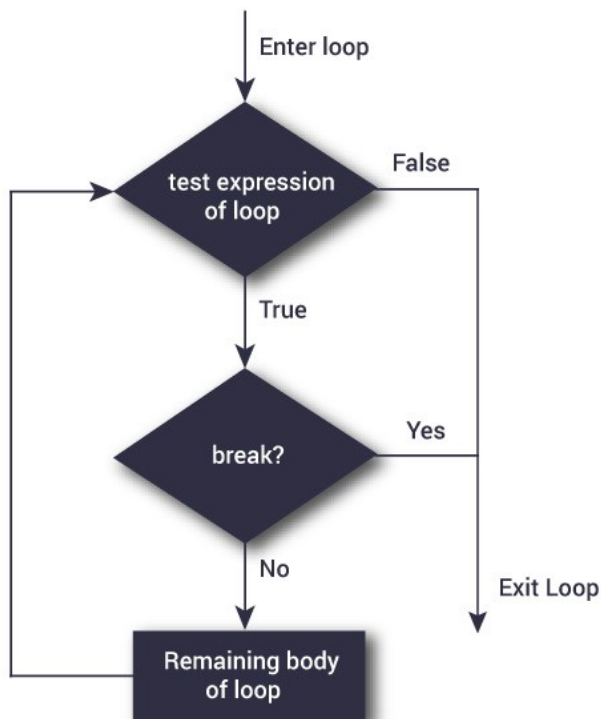 Enter loop
test expression
of loop
False
True
break?
Yes
No
Exit Loop
Remaining body
of loop